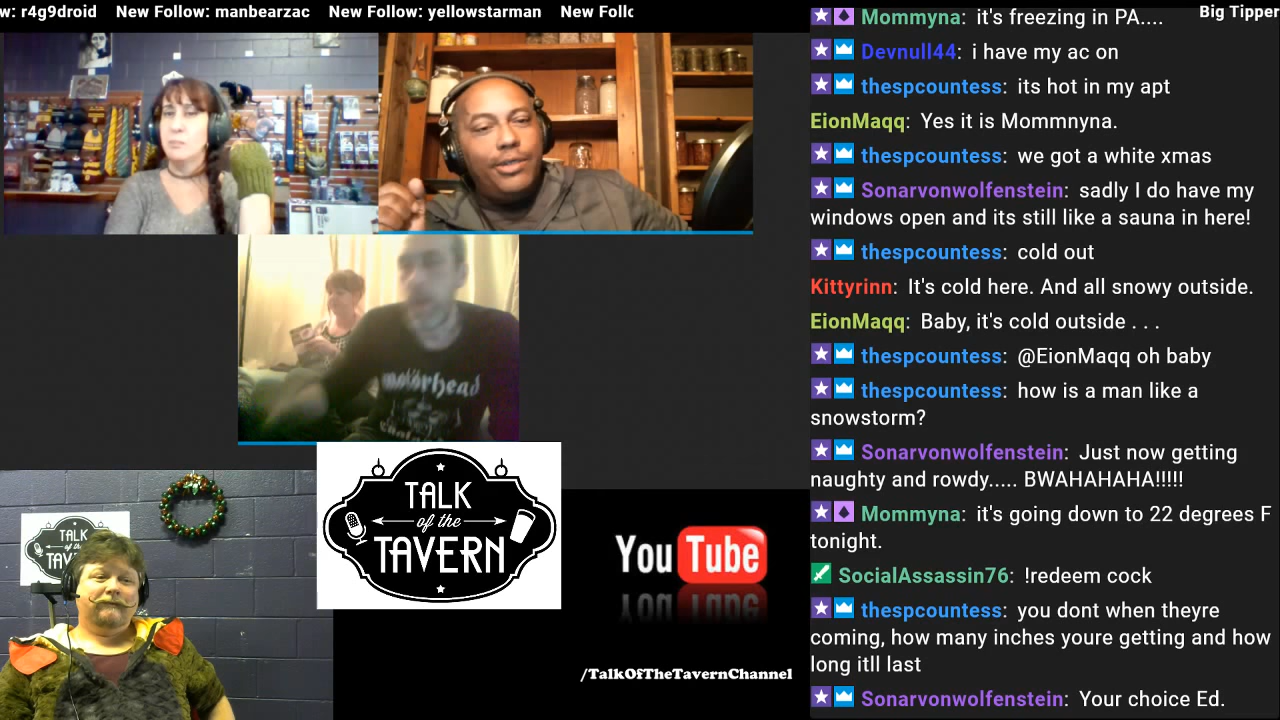 w: r4g9droid New Follow: manbearzac New Follow: yellowstarman New Follo
Big Tipper
Mommyna: it's freezing in PA....
Devnull44: i have my ac on
thespcountess: its hot in my apt
EionMaqq: Yes it is Mommnyna.
thespcountess: we got a white xmas
Sonarvonwolfenstein: sadly I do have my
windows open and its still like a sauna in here!
thespcountess: cold out
Kittyrinn: It's cold here. And all snowy outside.
EionMaqq: Baby, it's cold outside . . .
thespcountess: @EionMaqq oh baby
thespcountess: how is a man like a
snowstorm?
Sonarvonwolfenstein: Just now getting
naughty and rowdy..... BWAHAHAHA!!!!!
Mommyna: it's going down to 22 degrees F
tonight.
SocialAssassin76: !redeem cock
thespcountess: you dont when theyre
coming, how many inches youre getting and how
long itll last
Sonarvonwolfenstein: Your choice Ed.
motörhead
TALK
of the
TAVERN
TALK
of the
TAV
YouTube
/TalkOfTheTavernChannel